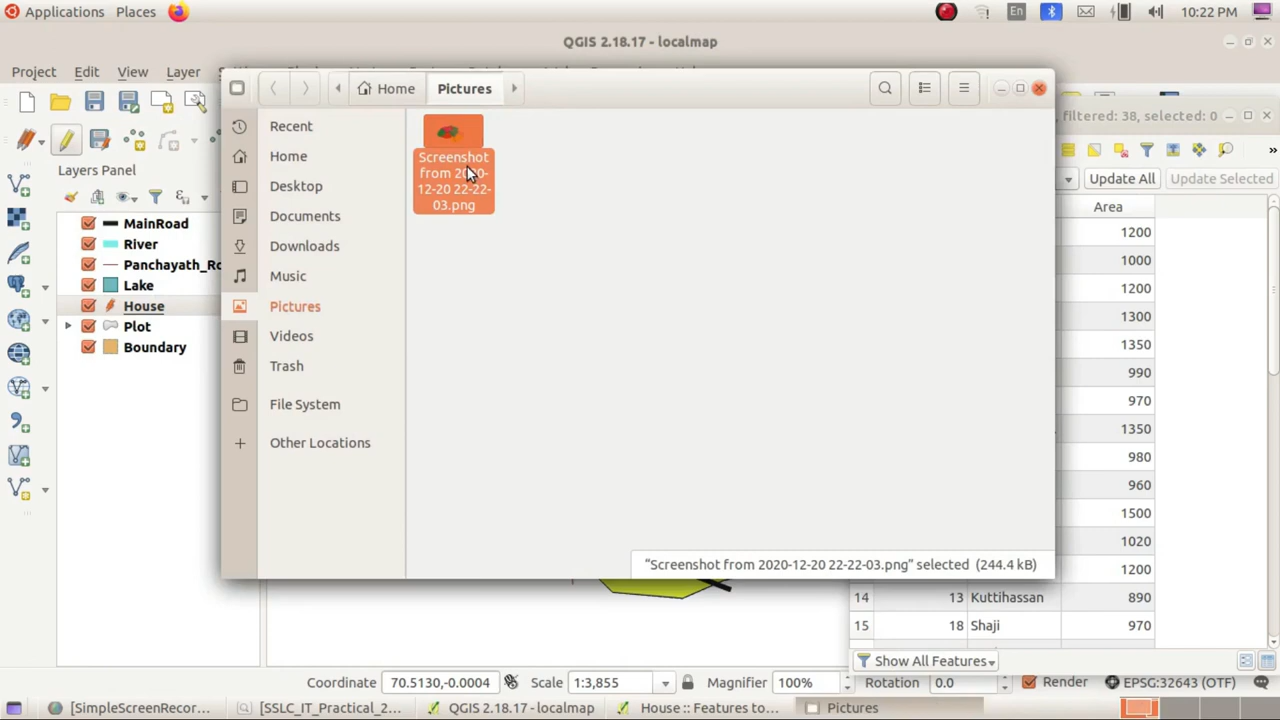 Applications Places En 10:22 PM
QGIS 2.18.17 - localmap
Project Edit View Layer
Home Pictures
, filtered: 38, selected: 0
Layers Panel
Update All Update Selected
Recent
Home
Desktop
Documents
Downloads
Music
Pictures
Videos
Trash
File System
Other Locations
Screenshot
from 2020-
12-20 22-22-
03.png
"Screenshot from 2020-12-20 22-22-03.png" selected (244.4 kB)
MainRoad
River
Panchayath_Ro
Lake
House
Plot
Boundary
Area
1200
1000
1200
1300
1350
990
970
1350
980
960
1500
1020
1200
14 13 Kuttihassan 890
15 18 Shaji 970
Show All Features
Coordinate 70.5130,-0.0004 Scale 1:3,855 Magnifier 100% Rotation 0.0 Render EPSG:32643 (OTF)
[SimpleScreenRecor... [SSLC_IT_Practical_2... QGIS 2.18.17 - localmap House :: Features to... Pictures